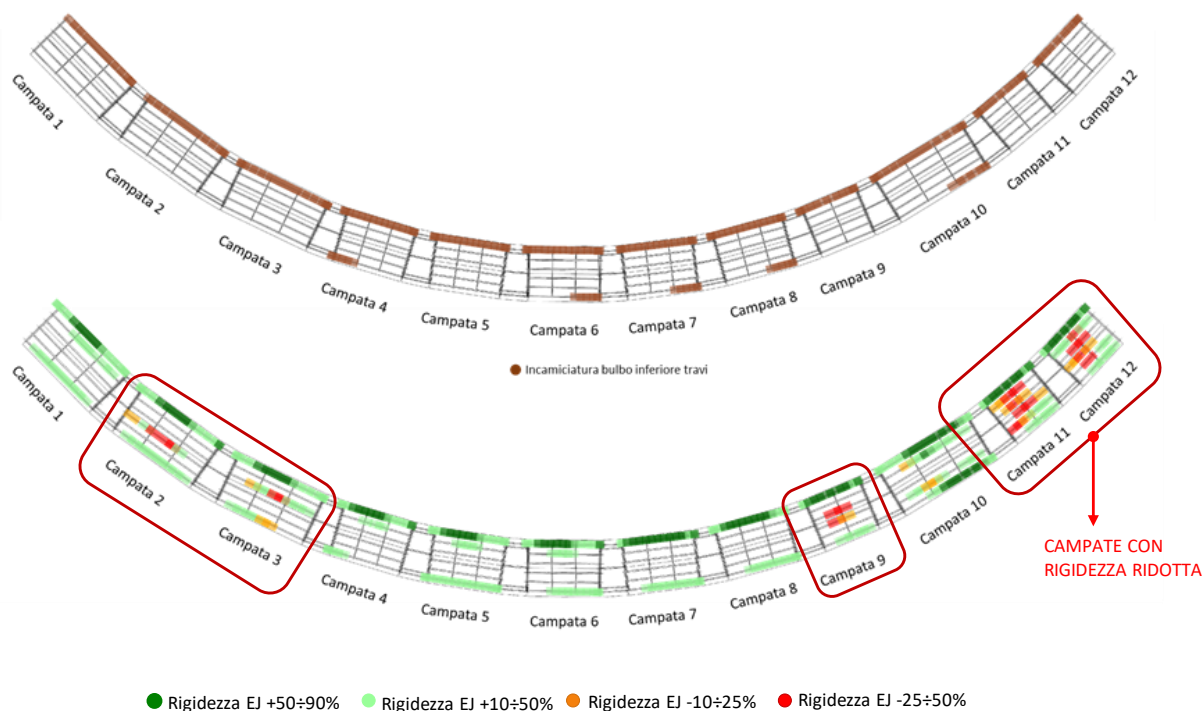 Campata 1
Campata 2
Campata 3
Campata 4
Campata 5
Campata 6
Campata 7
Campata 8
Campata 9
Campata 10
Campata 11
Campata 12
Incamiciatura bulbo inferiore travi
Campata 1
Campata 2
Campata 3
Campata 4
Campata 5
Campata 6
Campata 7
Campata 8
Campata 9
Campata 10
Campata 11
Campata 12
CAMPATE CON
RIGIDEZZA RIDOTTA
Rigidezza EJ +50÷90% Rigidezza EJ +10÷50% Rigidezza EJ -10÷25% Rigidezza EJ -25÷50%